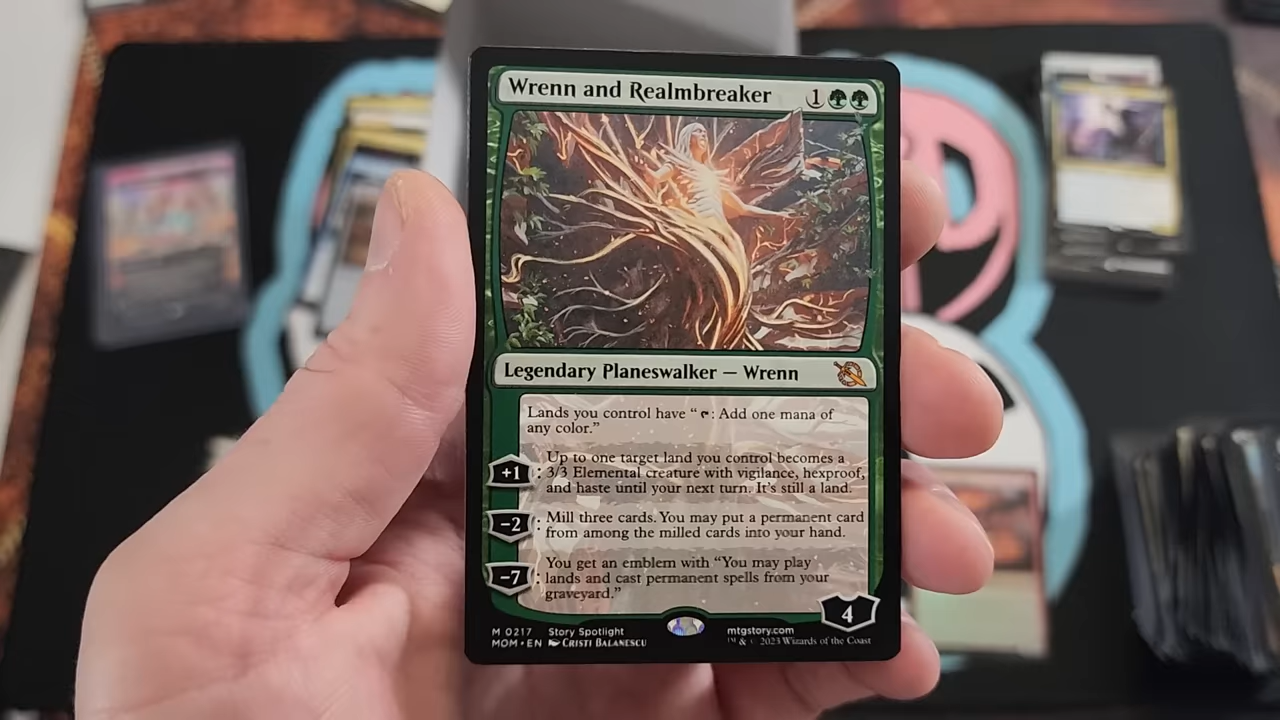 Wrenn and Realmbreaker 1
Legendary Planeswalker — Wrenn
Lands you control have “ : Add one mana of
any color.”
+1 : Up to one target land you control becomes a
3/3 Elemental creature with vigilance, hexproof,
and haste until your next turn. It's still a land.
−2 : Mill three cards. You may put a permanent card
from among the milled cards into your hand.
−7 : You get an emblem with “You may play
lands and cast permanent spells from your
graveyard.”
4
M 0217 Story Spotlight mtgstory.com
MOM • EN CRISTI BALANESCU ™ & © 2023 Wizards of the Coast